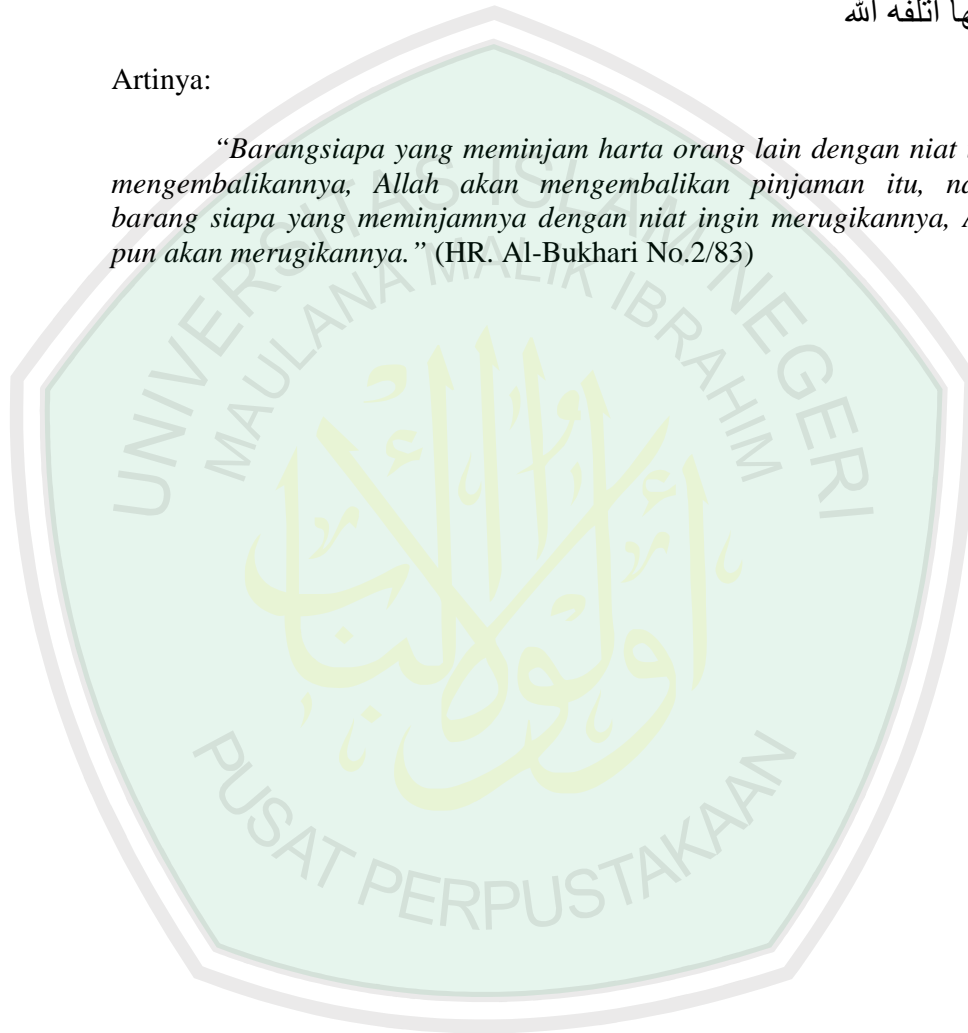 اتلفه الله
Artinya:
“Barangsiapa yang meminjam harta orang lain dengan niat
mengembalikannya, Allah akan mengembalikan pinjaman itu,
barang siapa yang meminjamnya dengan niat ingin merugikannya,
pun akan merugikannya.” (HR. Al-Bukhari No.2/83)
UNIVERSITAS ISLAM NEGERI
MAULANA MALIK IBRAHIM
PUSAT PERPUSTAKAAN